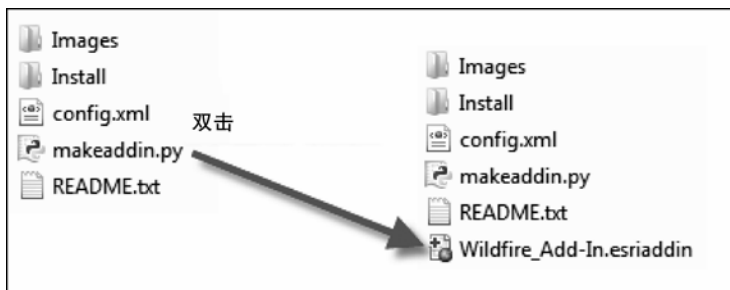 Images
Install
config.xml
makeaddin.py
README.txt
双击
Images
Install
config.xml
makeaddin.py
README.txt
Wildfire_Add-In.esriaddin